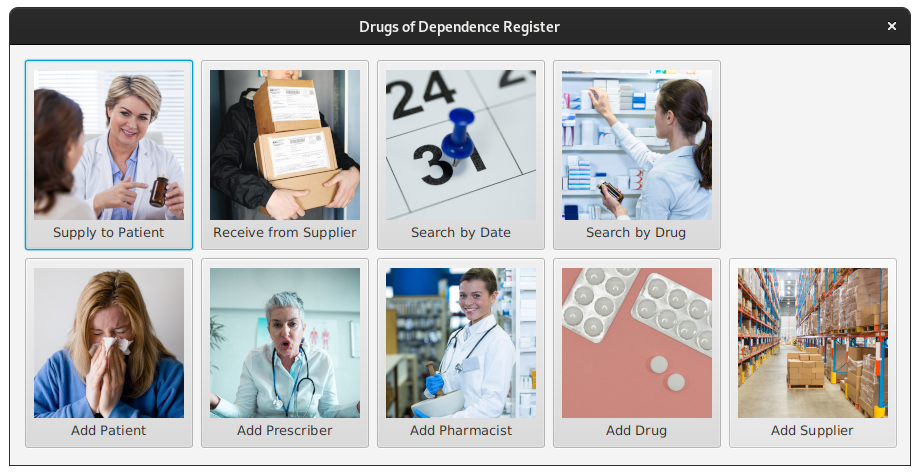 Drugs of Dependence Register
24
25
31
Supply to Patient
Receive from Supplier
Search by Date
Search by Drug
Add Patient
Add Prescriber
Add Pharmacist
Add Drug
Add Supplier